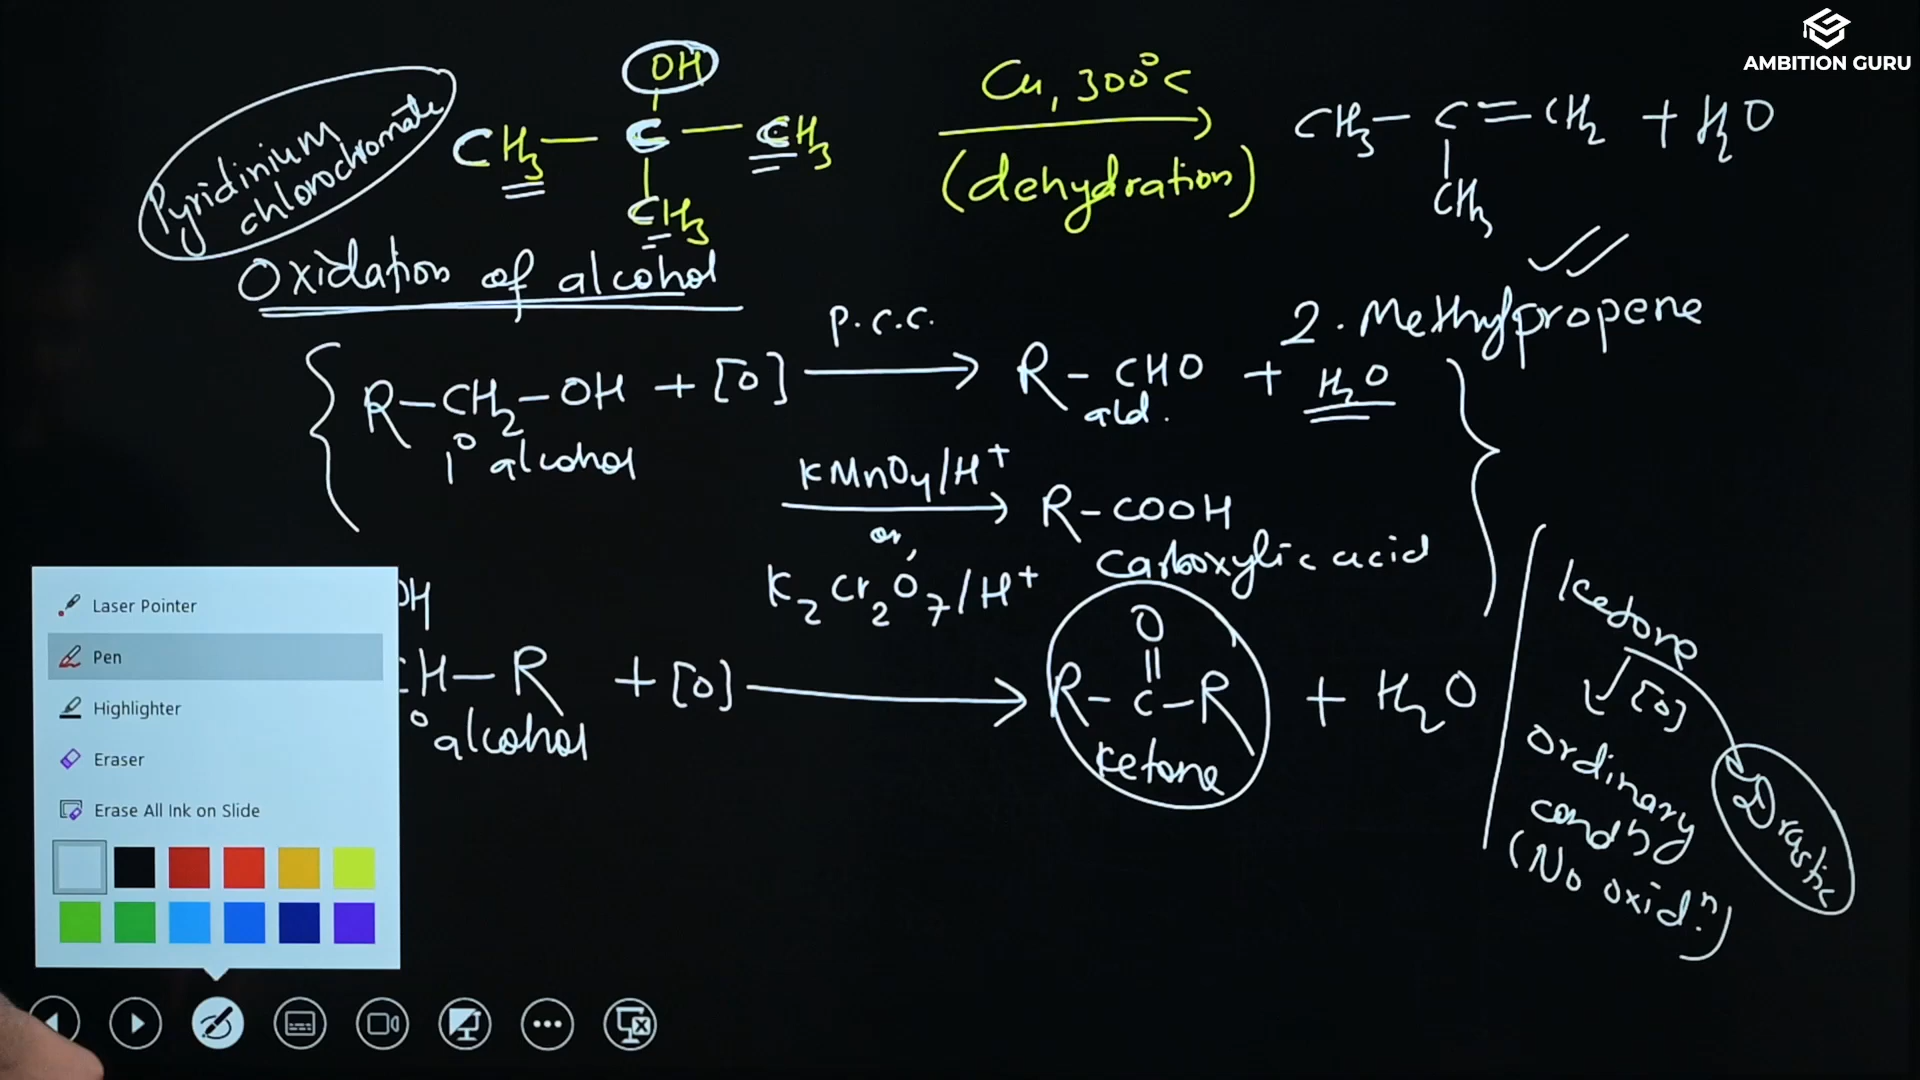 AMBITION GURU
Pyridinium
chlorochromate
OH
CH3 — C — CH3
CH3
Cu, 300°C
(dehydration)
CH3 — C = CH2 + H2O
CH3
2-Methylpropene
Oxidation of alcohol
R — CH2 — OH + [O] P.C.C. R – CHO + H2O
1° alcohol
ald.
KMnO4/H+
R – COOH
or,
Carboxylic acid
K2Cr2O7/H+
OH
CH — R + [O] R – C – R + H2O
O
° alcohol
ketone
Ketone
[O]
ordinary
condn
(No oxidn.)
Drastic
Laser Pointer
Pen
Highlighter
Eraser
Erase All Ink on Slide